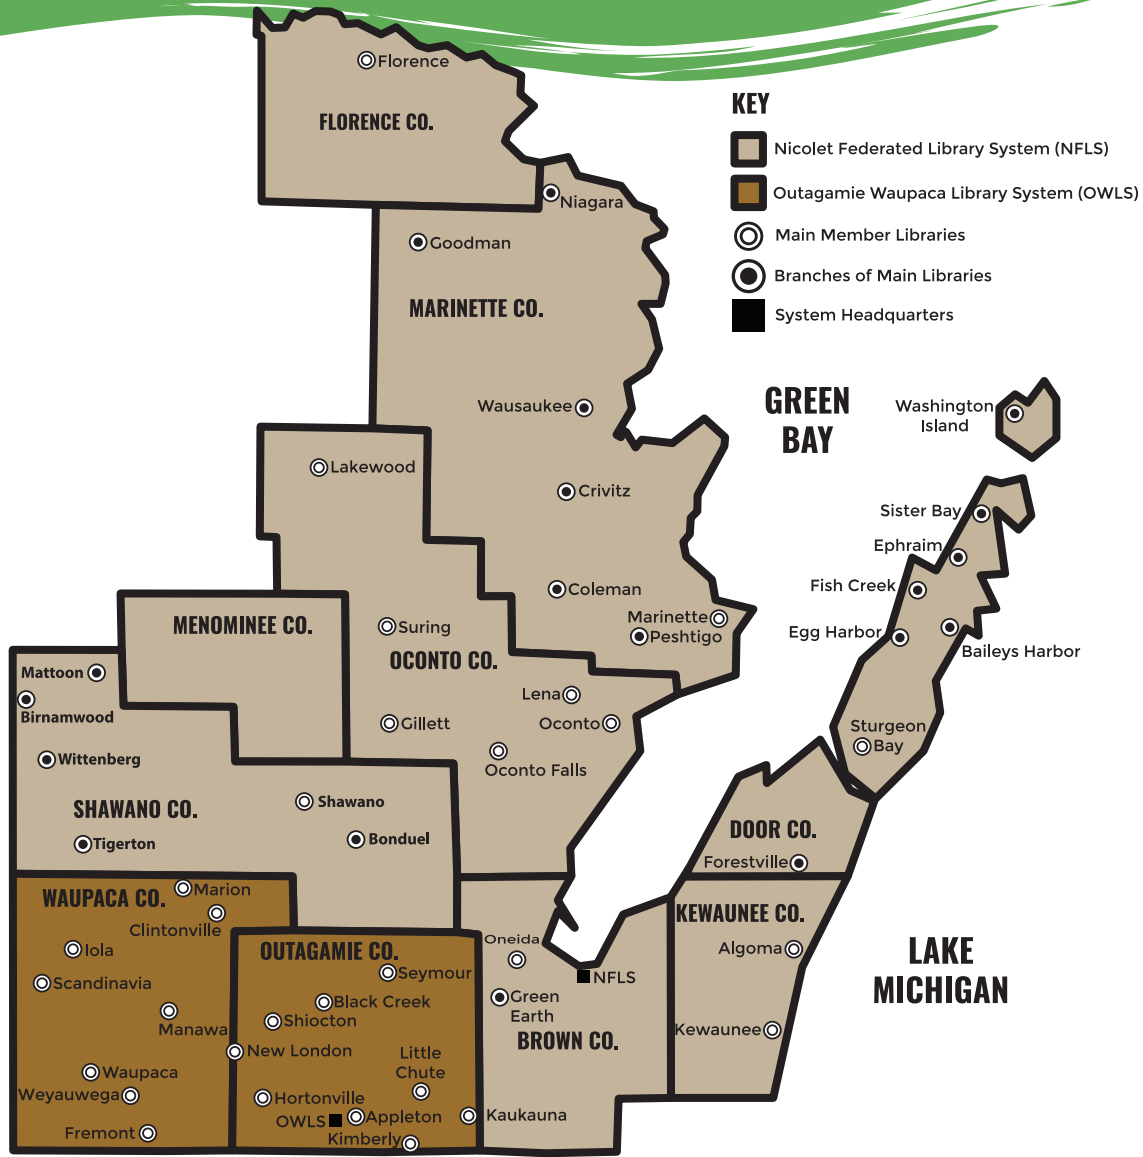 Florence
FLORENCE CO.
KEY
Nicolet Federated Library System (NFLS)
Outagamie Waupaca Library System (OWLS)
Main Member Libraries
Branches of Main Libraries
System Headquarters
Niagara
Goodman
MARINETTE CO.
Wausaukee
GREEN
BAY
Washington
Island
Lakewood
Crivitz
Sister Bay
Ephraim
Fish Creek
Egg Harbor
Baileys Harbor
Coleman
Marinette
Peshtigo
MENOMINEE CO.
Suring
OCONTO CO.
Mattoon
Birnamwood
Lena
Gillett
Oconto
Sturgeon
Bay
Wittenberg
Oconto Falls
SHAWANO CO.
Shawano
Tigerton
Bonduel
DOOR CO.
Forestville
WAUPACA CO.
Marion
Clintonville
KEWAUNEE CO.
Iola
OUTAGAMIE CO.
Oneida
Algoma
LAKE
MICHIGAN
Scandinavia
Seymour
NFLS
Black Creek
Green
Earth
Manawa
Shiocton
BROWN CO.
Kewaunee
New London
Little
Chute
Waupaca
Weyauwega
Hortonville
OWLS
Appleton
Kaukauna
Fremont
Kimberly